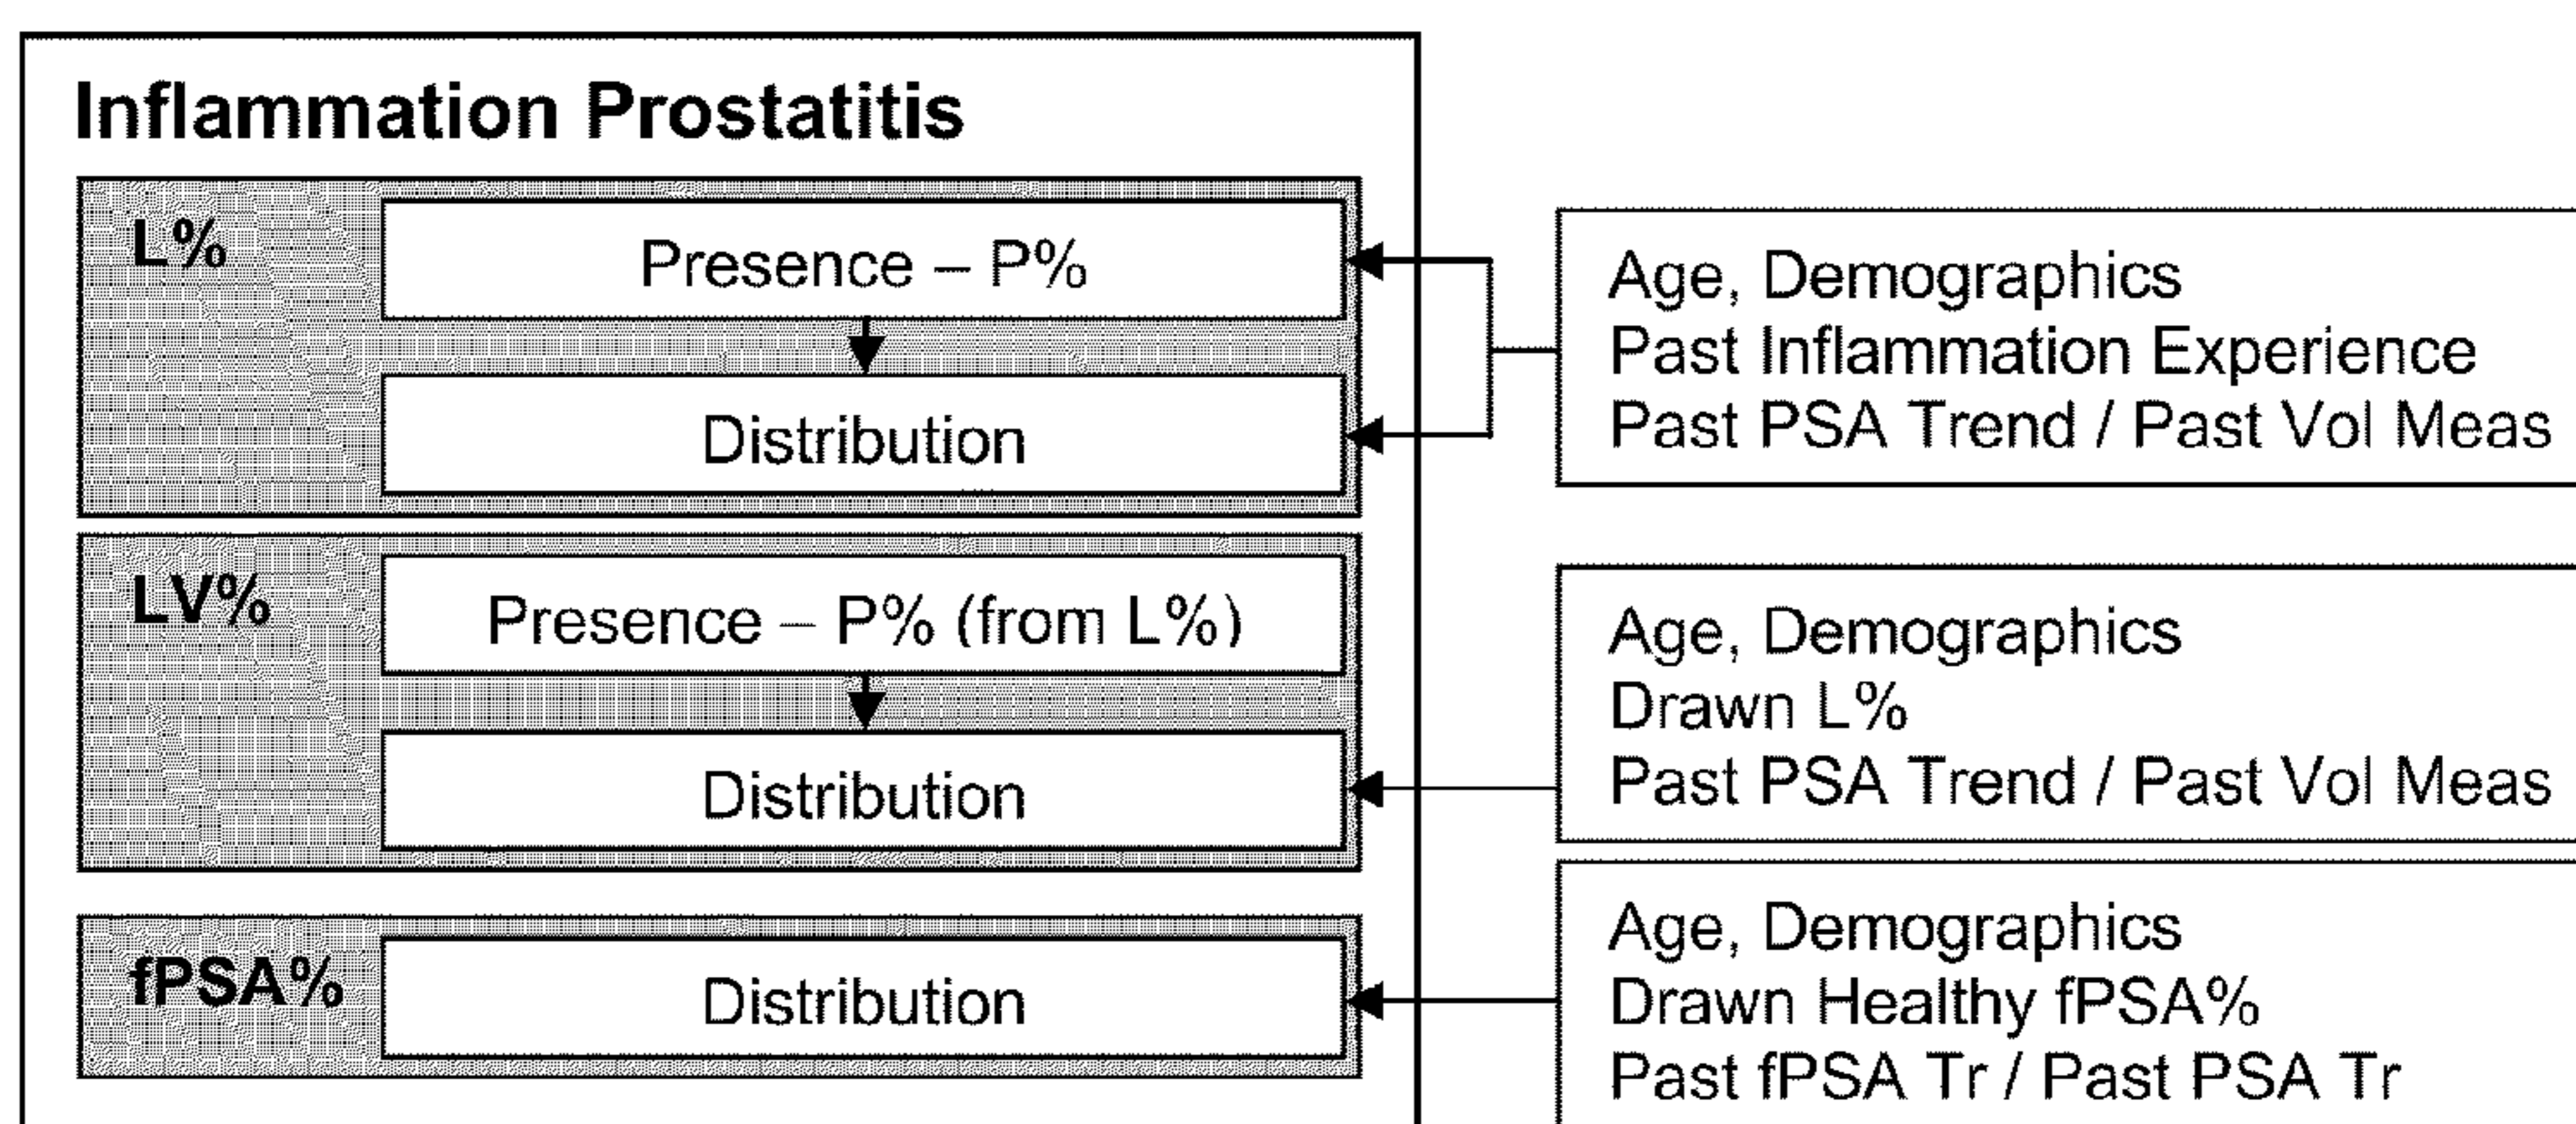 Inflammation Prostatitis
L%
Presence – P%
Distribution
Age, Demographics
Past Inflammation Experience
Past PSA Trend / Past Vol Meas
LV%
Presence – P% (from L%)
Distribution
Age, Demographics
Drawn L%
Past PSA Trend / Past Vol Meas
fPSA%
Distribution
Age, Demographics
Drawn Healthy fPSA%
Past fPSA Tr / Past PSA Tr